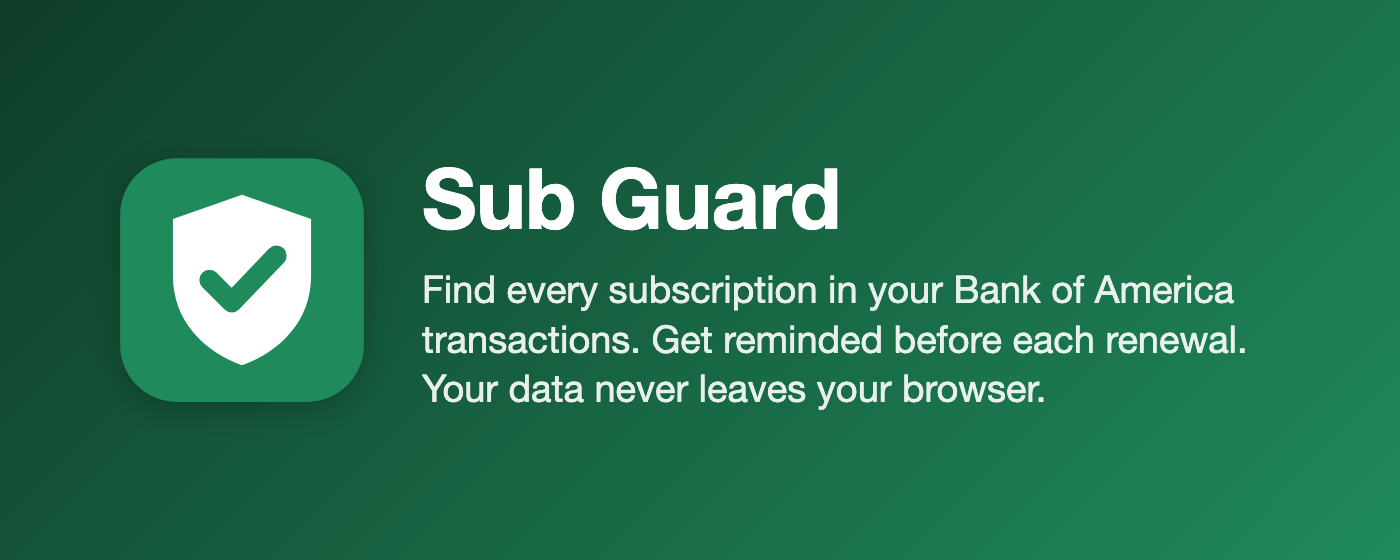 Sub Guard
Find every subscription in your Bank of America
transactions. Get reminded before each renewal.
Your data never leaves your browser.